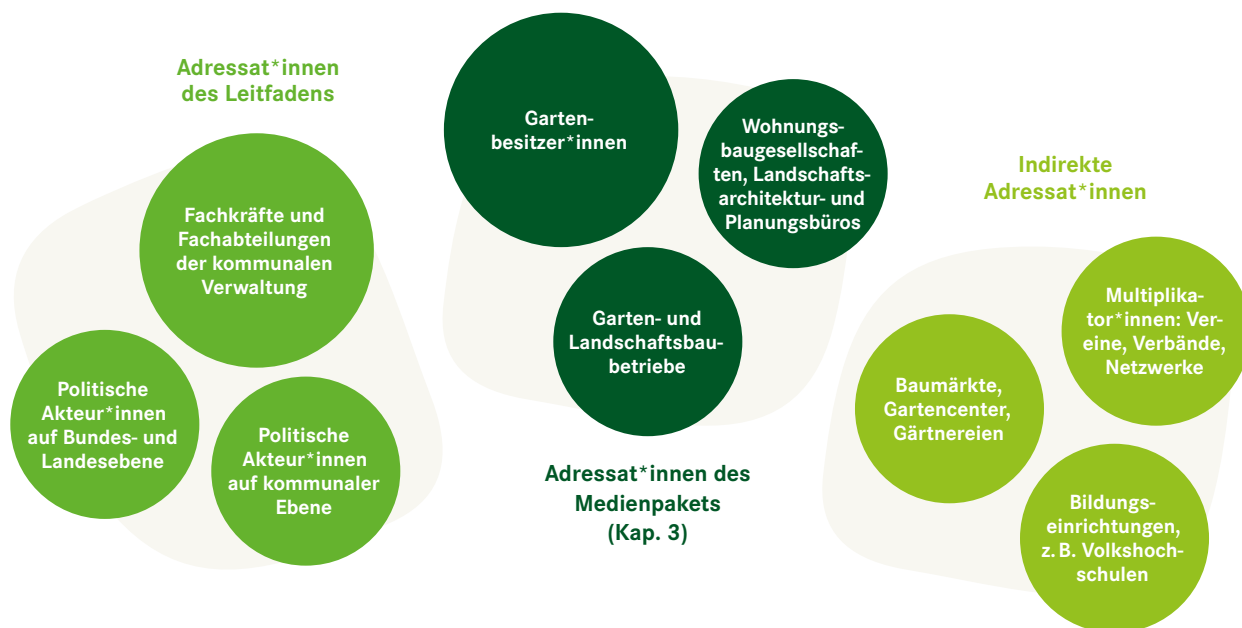 Adressat*innen
des Leitfadens
Fachkräfte und
Fachabteilungen
der kommunalen
Verwaltung
Politische
Akteur*innen
auf Bundes- und
Landesebene
Politische
Akteur*innen
auf kommunaler
Ebene
Garten-
besitzer*innen
Wohnungs-
baugesellschaf-
ten, Landschafts-
architektur- und
Planungsbüros
Garten- und
Landschaftsbau-
betriebe
Adressat*innen des
Medienpakets
(Kap. 3)
Indirekte
Adressat*innen
Multiplika-
tor*innen: Ver-
eine, Verbände,
Netzwerke
Baumärkte,
Gartencenter,
Gärtnereien
Bildungs-
einrichtungen,
z. B. Volkshoch-
schulen